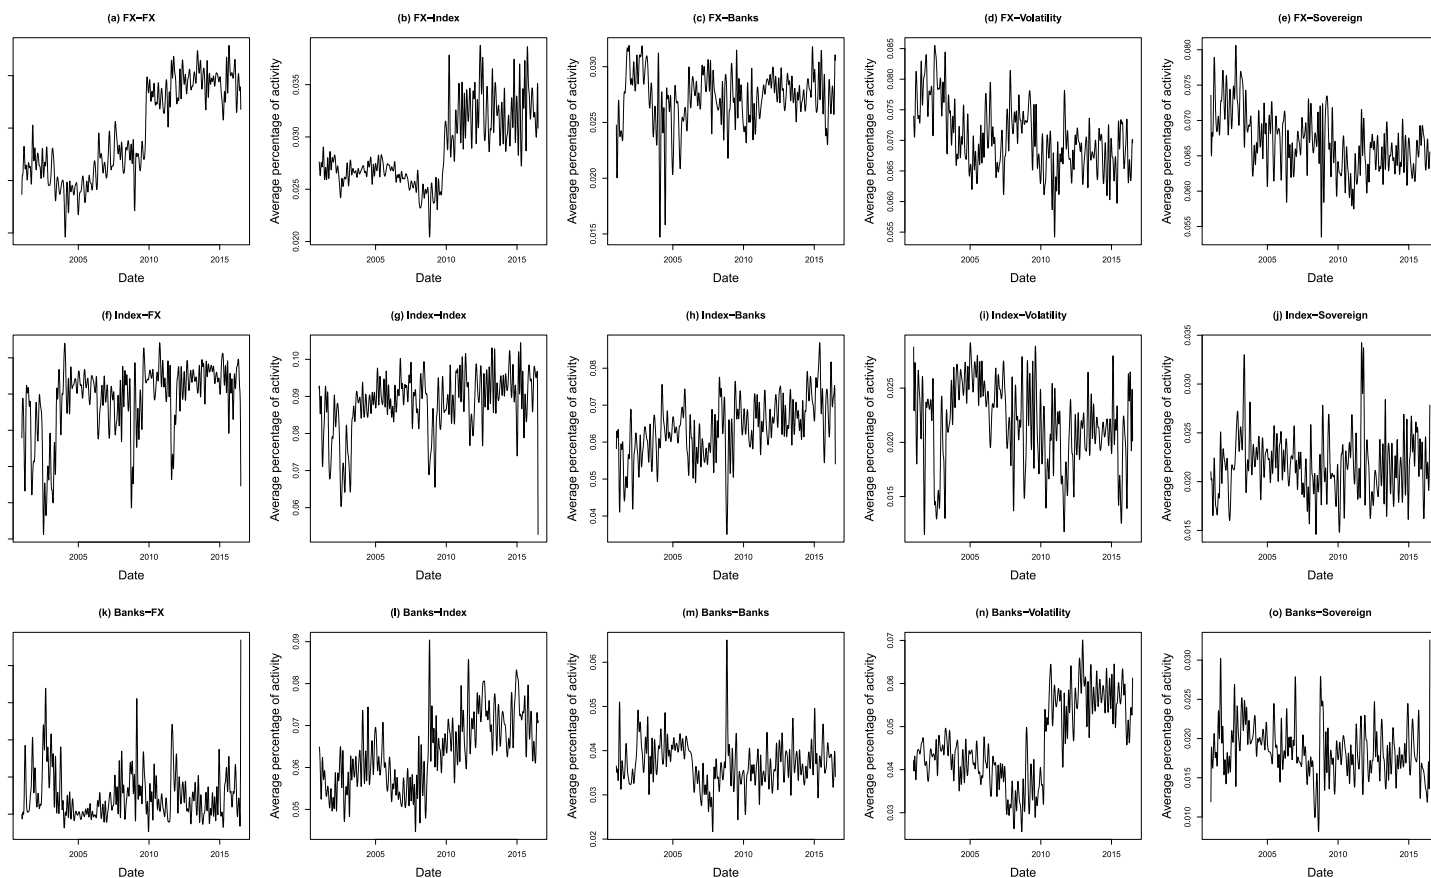 (a) FX−FX
(b) FX−Index
(c) FX−Banks
(d) FX−Volatility
(e) FX−Sovereign
2005 2010 2015
Date
Average percentage of activity
0.020 0.025 0.030 0.035
2005 2010 2015
Date
Average percentage of activity
0.015 0.020 0.025 0.030
2005 2010 2015
Date
Average percentage of activity
0.055 0.060 0.065 0.070 0.075 0.080 0.085
2005 2010 2015
Date
Average percentage of activity
0.055 0.060 0.065 0.070 0.075 0.080
2005 2010 2015
Date
(f) Index−FX
(g) Index−Index
(h) Index−Banks
(i) Index−Volatility
(j) Index−Sovereign
2005 2010 2015
Date
Average percentage of activity
0.06 0.07 0.08 0.09 0.10
2005 2010 2015
Date
Average percentage of activity
0.04 0.05 0.06 0.07 0.08
2005 2010 2015
Date
Average percentage of activity
0.015 0.020 0.025
2005 2010 2015
Date
Average percentage of activity
0.015 0.020 0.025 0.030 0.035
2005 2010 2015
Date
(k) Banks−FX
(l) Banks−Index
(m) Banks−Banks
(n) Banks−Volatility
(o) Banks−Sovereign
2005 2010 2015
Date
Average percentage of activity
0.05 0.06 0.07 0.08 0.09
2005 2010 2015
Date
Average percentage of activity
0.02 0.03 0.04 0.05 0.06
2005 2010 2015
Date
Average percentage of activity
0.03 0.04 0.05 0.06 0.07
2005 2010 2015
Date
Average percentage of activity
0.010 0.015 0.020 0.025 0.030
2005 2010 2015
Date